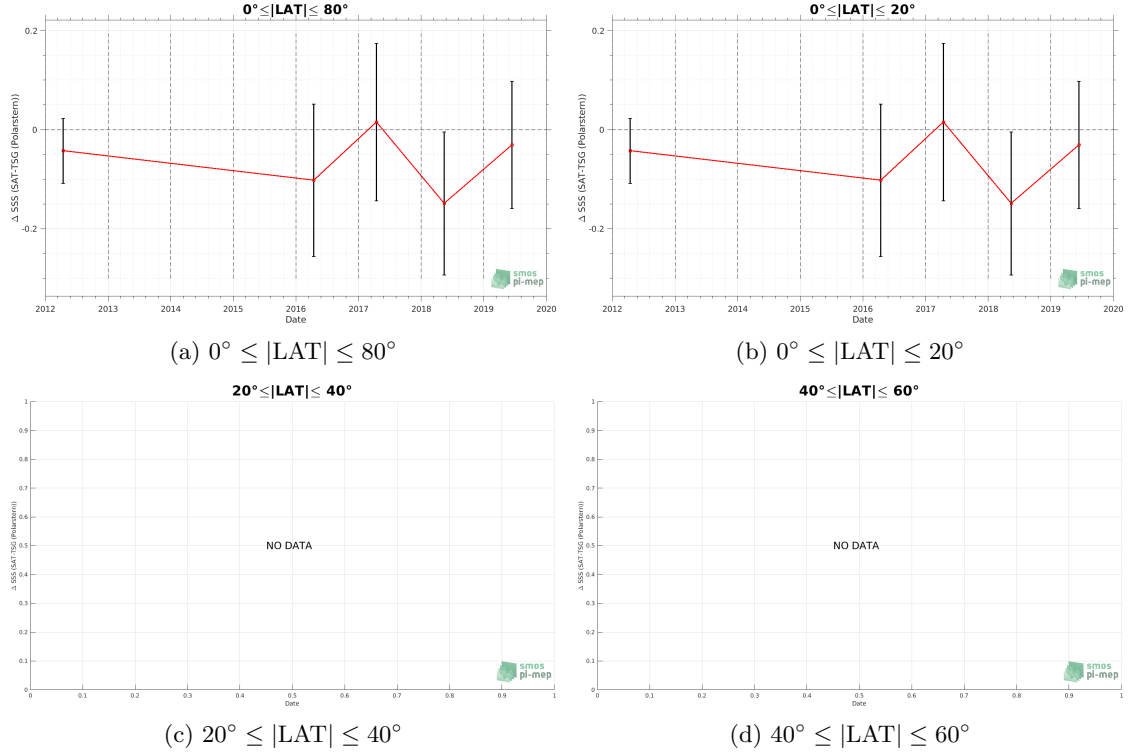 0°≤|LAT|≤ 80°
0.2
0
-0.2
Δ SSS (SAT-TSG (Polarstern))
2012 2013 2014 2015 2016 2017 2018 2019 2020
Date
smos
pi-mep
(a) 0° ≤ |LAT| ≤ 80°
0°≤|LAT|≤ 20°
0.2
0
-0.2
Δ SSS (SAT-TSG (Polarstern))
2012 2013 2014 2015 2016 2017 2018 2019 2020
Date
smos
pi-mep
(b) 0° ≤ |LAT| ≤ 20°
20°≤|LAT|≤ 40°
1
0.9
0.8
0.7
0.6
0.5
0.4
0.3
0.2
0.1
0
Δ SSS (SAT-TSG (Polarstern))
NO DATA
0 0.1 0.2 0.3 0.4 0.5 0.6 0.7 0.8 0.9 1
Date
smos
pi-mep
(c) 20° ≤ |LAT| ≤ 40°
40°≤|LAT|≤ 60°
1
0.9
0.8
0.7
0.6
0.5
0.4
0.3
0.2
0.1
0
Δ SSS (SAT-TSG (Polarstern))
NO DATA
0 0.1 0.2 0.3 0.4 0.5 0.6 0.7 0.8 0.9 1
Date
smos
pi-mep
(d) 40° ≤ |LAT| ≤ 60°